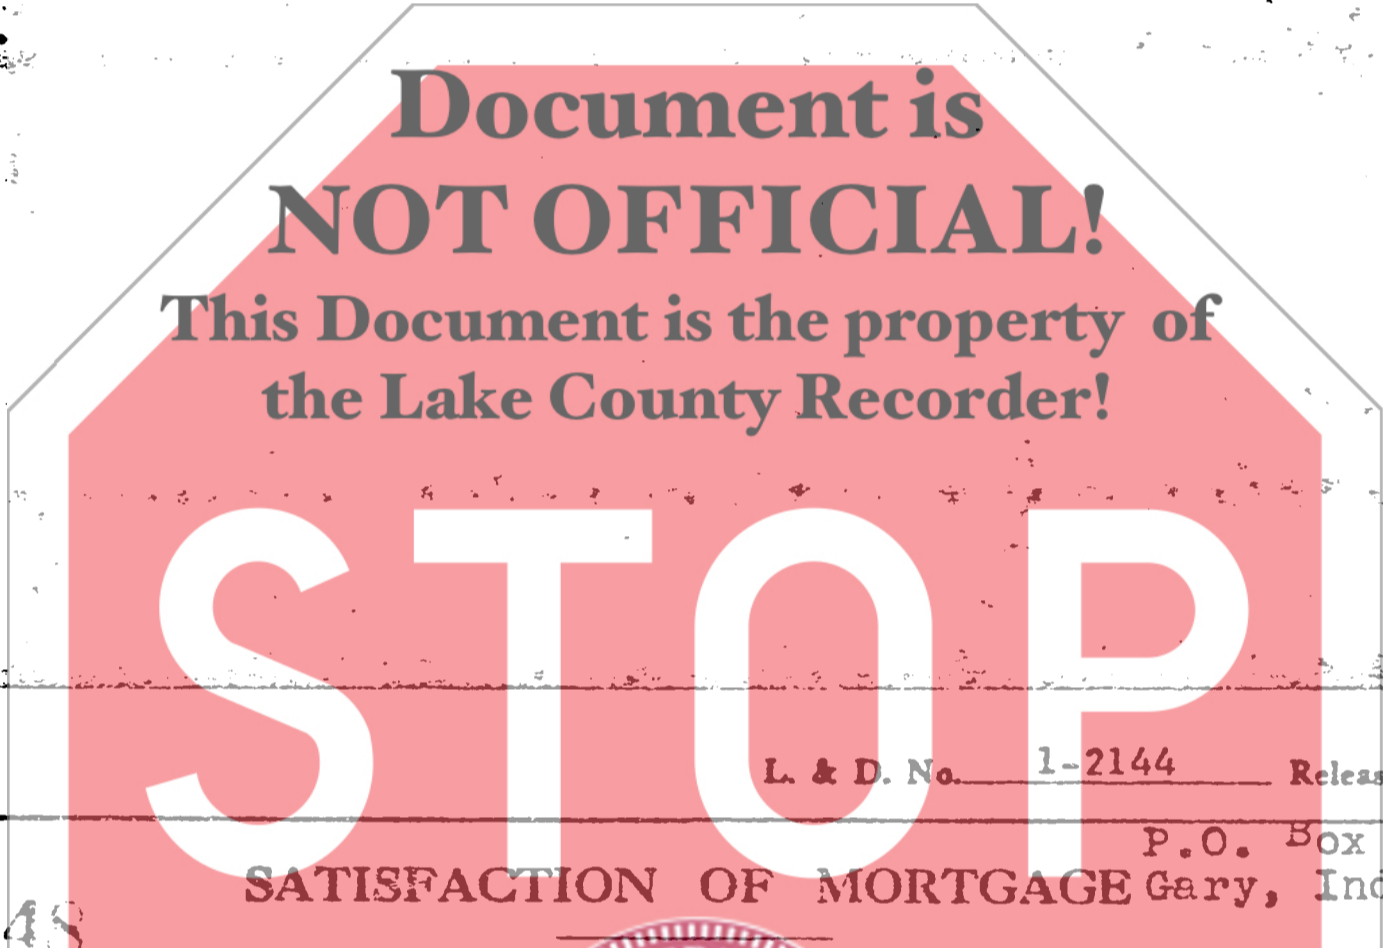 Document is
NOT OFFICIAL!
This Document is the property of
the Lake County Recorder!
STOP
L. & D. No. 1-2144
P.O. Box
SATISFACTION OF MORTGAGE Gary,